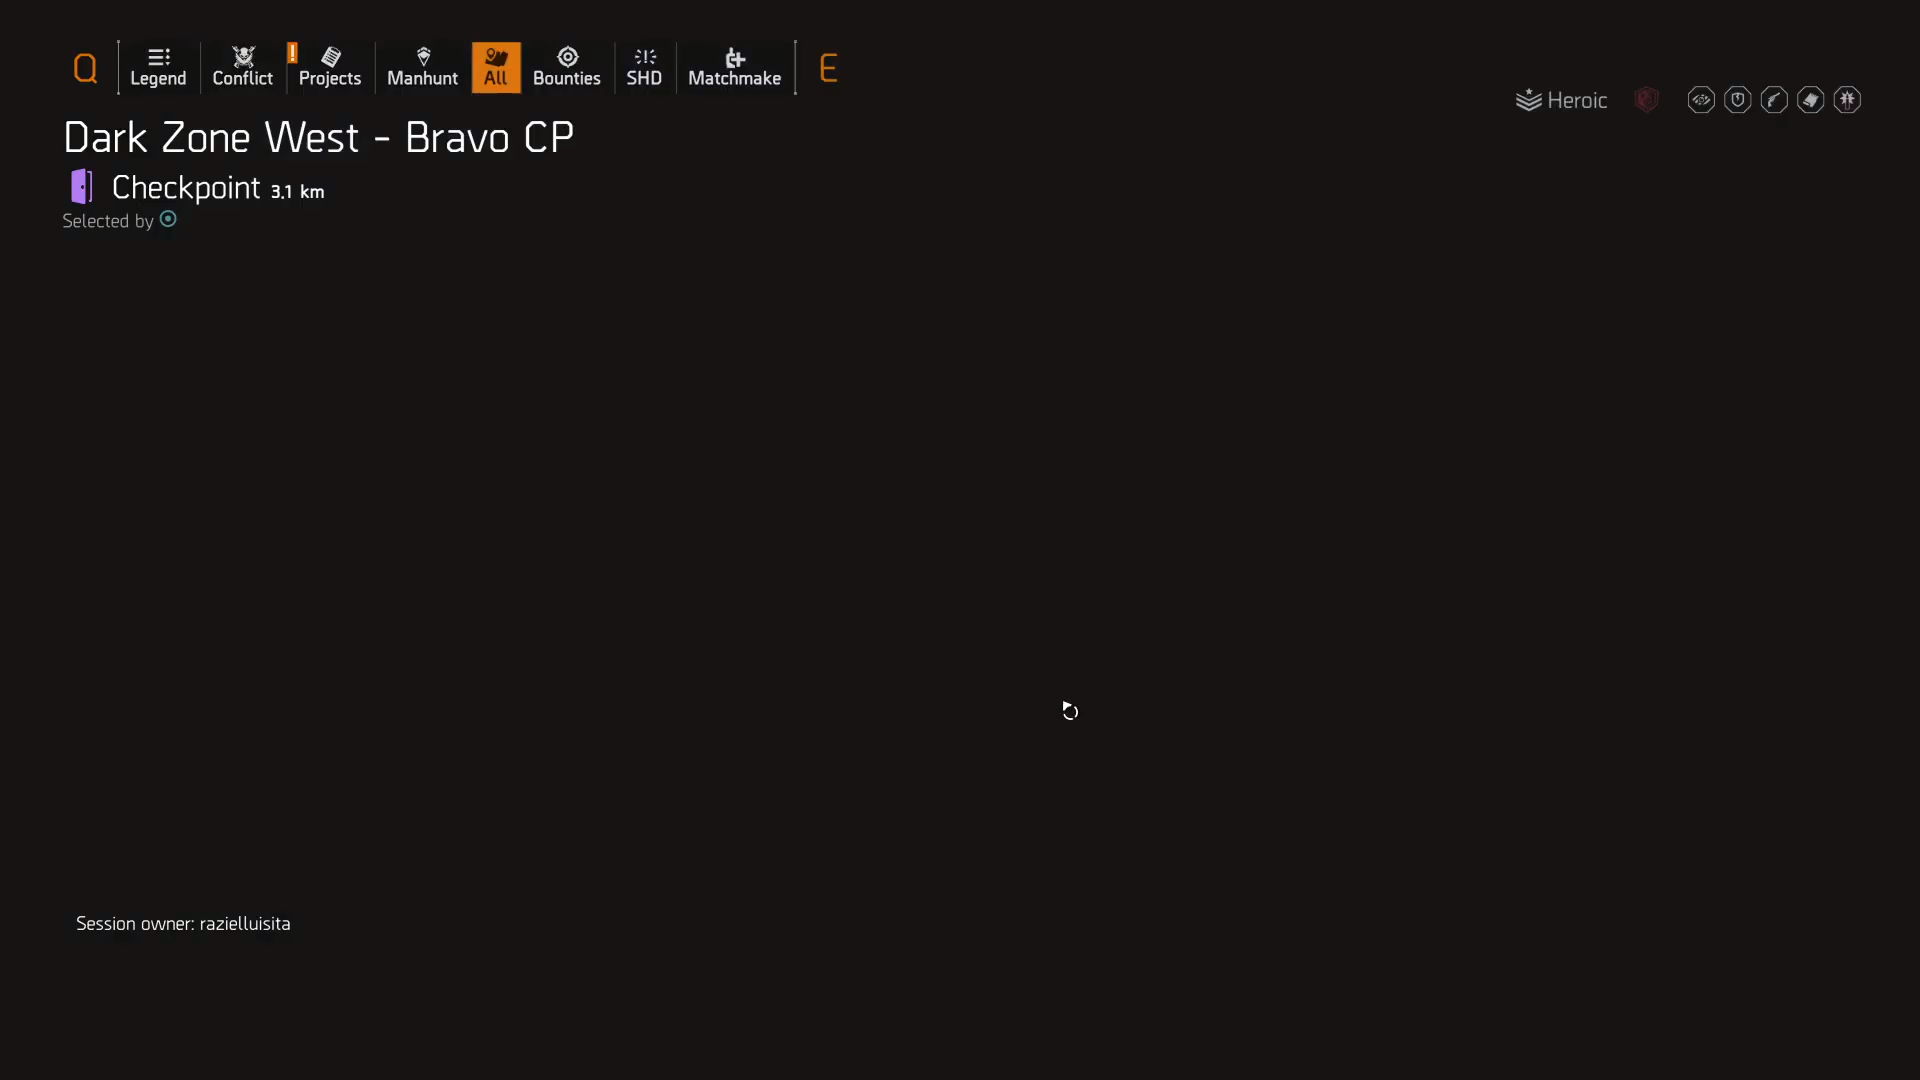 Q Legend Conflict ! Projects Manhunt All Bounties SHD Matchmake E
Heroic
Dark Zone West - Bravo CP
Checkpoint 3.1 km
Selected by
Session owner: razielluisita